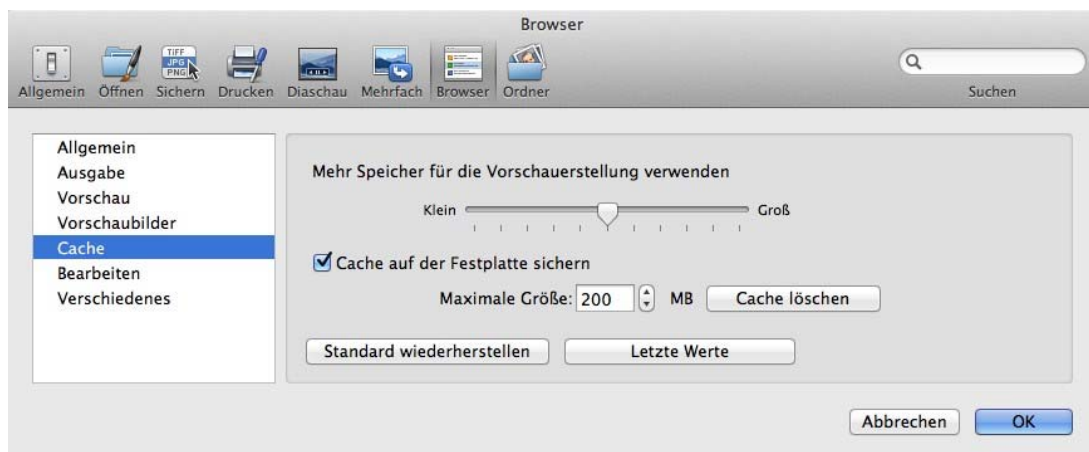 Browser
TIFF
JPG
PNG
Allgemein Öffnen Sichern Drucken Diaschau Mehrfach Browser Ordner Suchen
Allgemein
Ausgabe
Vorschau
Vorschaubilder
Cache
Bearbeiten
Verschiedenes
Mehr Speicher für die Vorschauerstellung verwenden
Klein Groß
Cache auf der Festplatte sichern
Maximale Größe: 200 MB Cache löschen
Standard wiederherstellen Letzte Werte
Abbrechen OK